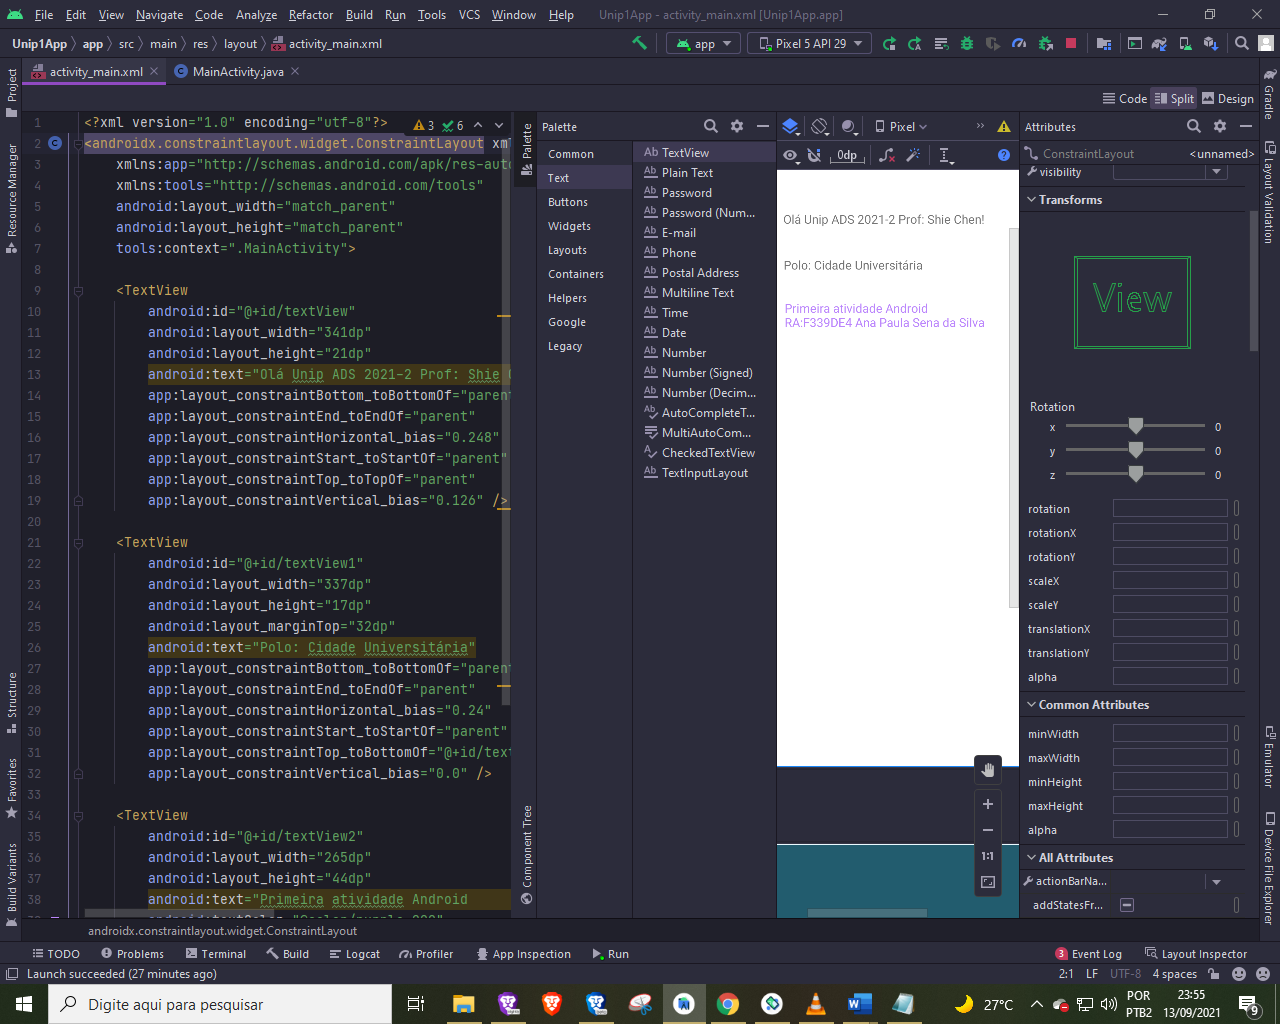 File Edit View Navigate Code Analyze Refactor Build Run Tools VCS Window Help Unip1App - activity_main.xml [Unip1App.app]
Unip1App app src main res layout activity_main.xml app Pixel 5 API 29
activity_main.xml MainActivity.java
Code Split Design
Project
Resource Manager
Structure
Favorites
Build Variants
1 <?xml version="1.0" encoding="utf-8"?> 3 6
2 <androidx.constraintlayout.widget.ConstraintLayout xml
3 xmlns:app="http://schemas.android.com/apk/res-auto
4 xmlns:tools="http://schemas.android.com/tools"
5 android:layout_width="match_parent"
6 android:layout_height="match_parent"
7 tools:context=".MainActivity">
8
9 <TextView
10 android:id="@+id/textView"
11 android:layout_width="341dp"
12 android:layout_height="21dp"
13 android:text="Olá Unip ADS 2021-2 Prof: Shie C
14 app:layout_constraintBottom_toBottomOf="parent
15 app:layout_constraintEnd_toEndOf="parent"
16 app:layout_constraintHorizontal_bias="0.248"
17 app:layout_constraintStart_toStartOf="parent"
18 app:layout_constraintTop_toTopOf="parent"
19 app:layout_constraintVertical_bias="0.126" />
20
21 <TextView
22 android:id="@+id/textView1"
23 android:layout_width="337dp"
24 android:layout_height="17dp"
25 android:layout_marginTop="32dp"
26 android:text="Polo: Cidade Universitária"
27 app:layout_constraintBottom_toBottomOf="parent
28 app:layout_constraintEnd_toEndOf="parent"
29 app:layout_constraintHorizontal_bias="0.24"
30 app:layout_constraintStart_toStartOf="parent"
31 app:layout_constraintTop_toBottomOf="@+id/text
32 app:layout_constraintVertical_bias="0.0" />
33
34 <TextView
35 android:id="@+id/textView2"
36 android:layout_width="265dp"
37 android:layout_height="44dp"
38 android:text="Primeira atividade Android
androidx.constraintlayout.widget.ConstraintLayout
Palette
Component Tree
Palette
Common
Text
Buttons
Widgets
Layouts
Containers
Helpers
Google
Legacy
Ab TextView
Ab Plain Text
Ab Password
Ab Password (Num...
Ab E-mail
Ab Phone
Ab Postal Address
Ab Multiline Text
Ab Time
Ab Date
Ab Number
Ab Number (Signed)
Ab Number (Decim...
Ab AutoCompleteT...
MultiAutoCom...
CheckedTextView
Ab TextInputLayout
Pixel
0dp
Olá Unip ADS 2021-2 Prof: Shie Chen!
Polo: Cidade Universitária
Primeira atividade Android
RA:F339DE4 Ana Paula Sena da Silva
1:1
Attributes
ConstraintLayout <unnamed>
visibility
Transforms
View
Rotation
x 0
y 0
z 0
rotation
rotationX
rotationY
scaleX
scaleY
translationX
translationY
alpha
Common Attributes
minWidth
maxWidth
minHeight
maxHeight
alpha
All Attributes
actionBarNa...
addStatesFr...
Gradle
Layout Validation
Emulator
Device File Explorer
TODO Problems Terminal Build Logcat Profiler App Inspection Run 3 Event Log Layout Inspector
Launch succeeded (27 minutes ago) 2:1 LF UTF-8 4 spaces
Digite aqui para pesquisar 27°C POR 23:55
PTB2 13/09/2021 9